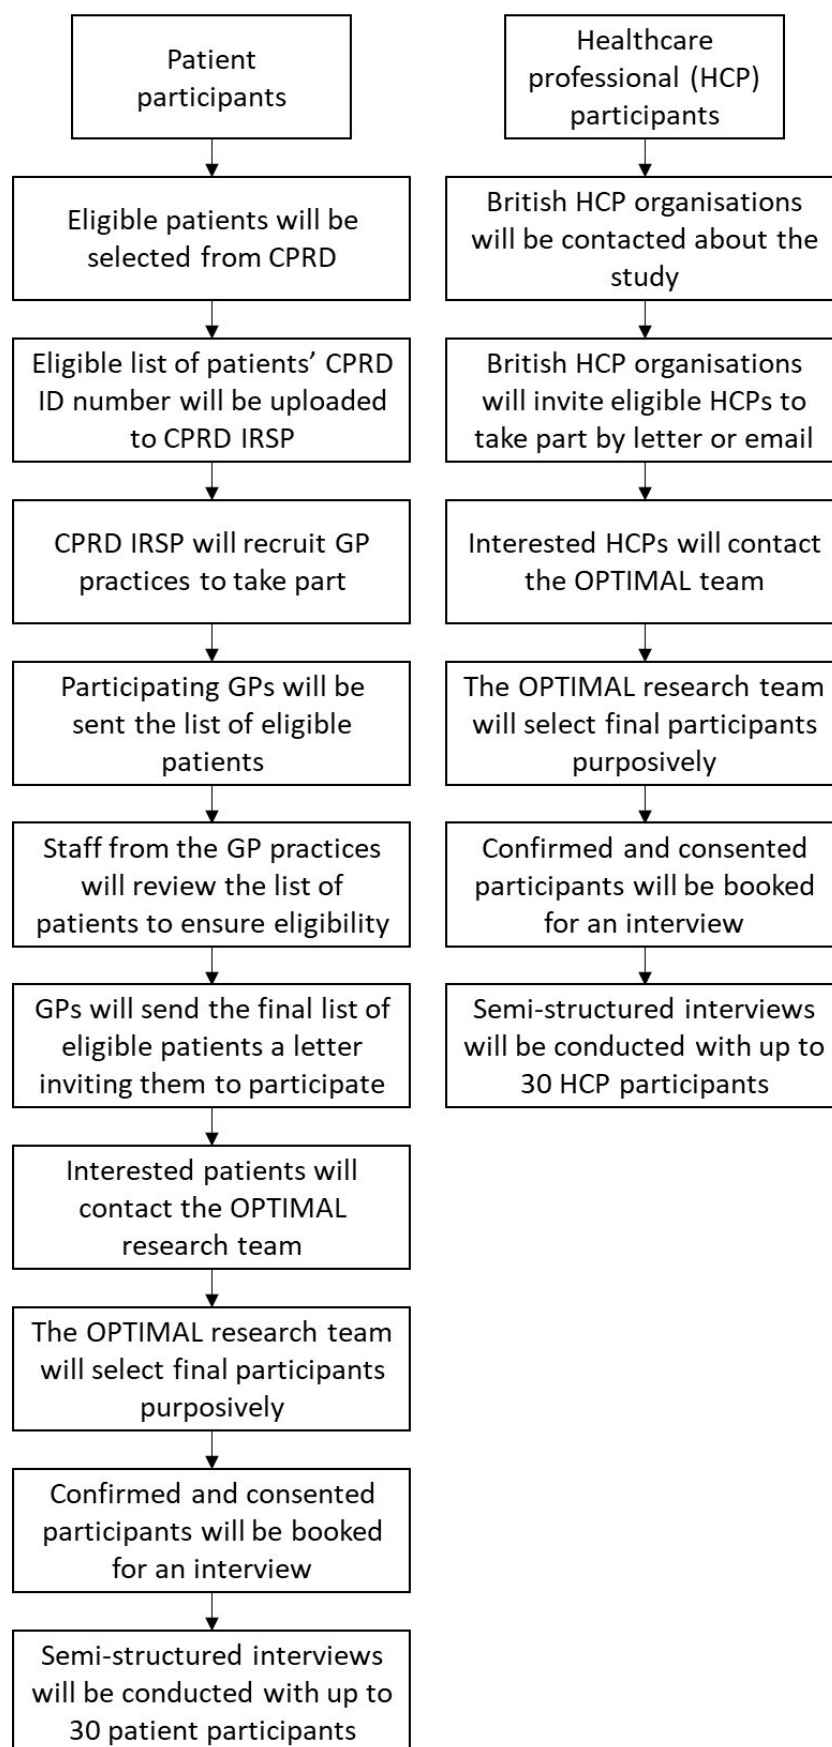 Patient
participants
Eligible patients will be
selected from CPRD
Eligible list of patients’ CPRD
ID number will be uploaded
to CPRD IRSP
CPRD IRSP will recruit GP
practices to take part
Participating GPs will be
sent the list of eligible
patients
Staff from the GP practices
will review the list of
patients to ensure eligibility
GPs will send the final list of
eligible patients a letter
inviting them to participate
Interested patients will
contact the OPTIMAL
research team
The OPTIMAL research team
will select final participants
purposively
Confirmed and consented
participants will be booked
for an interview
Semi-structured interviews
will be conducted with up to
30 patient participants
Healthcare
professional (HCP)
participants
British HCP organisations
will be contacted about the
study
British HCP organisations
will invite eligible HCPs to
take part by letter or email
Interested HCPs will contact
the OPTIMAL team
The OPTIMAL research team
will select final participants
purposively
Confirmed and consented
participants will be booked
for an interview
Semi-structured interviews
will be conducted with up to
30 HCP participants